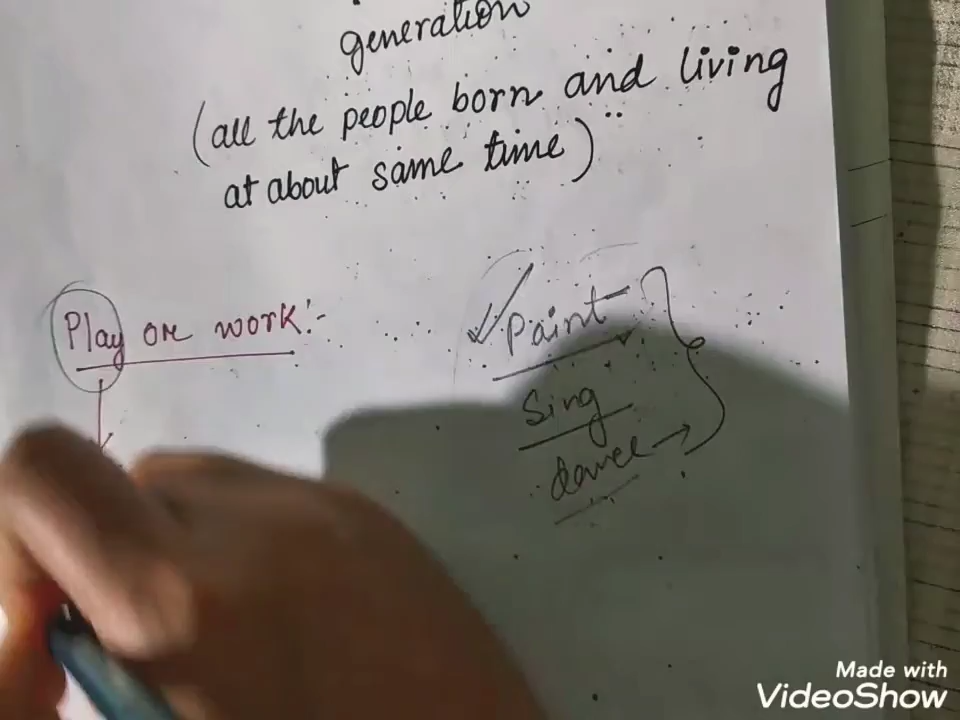 generation
(all the people born and living
at about same time)
Play or work:-
Paint
Sing
dance
Made with
VideoShow